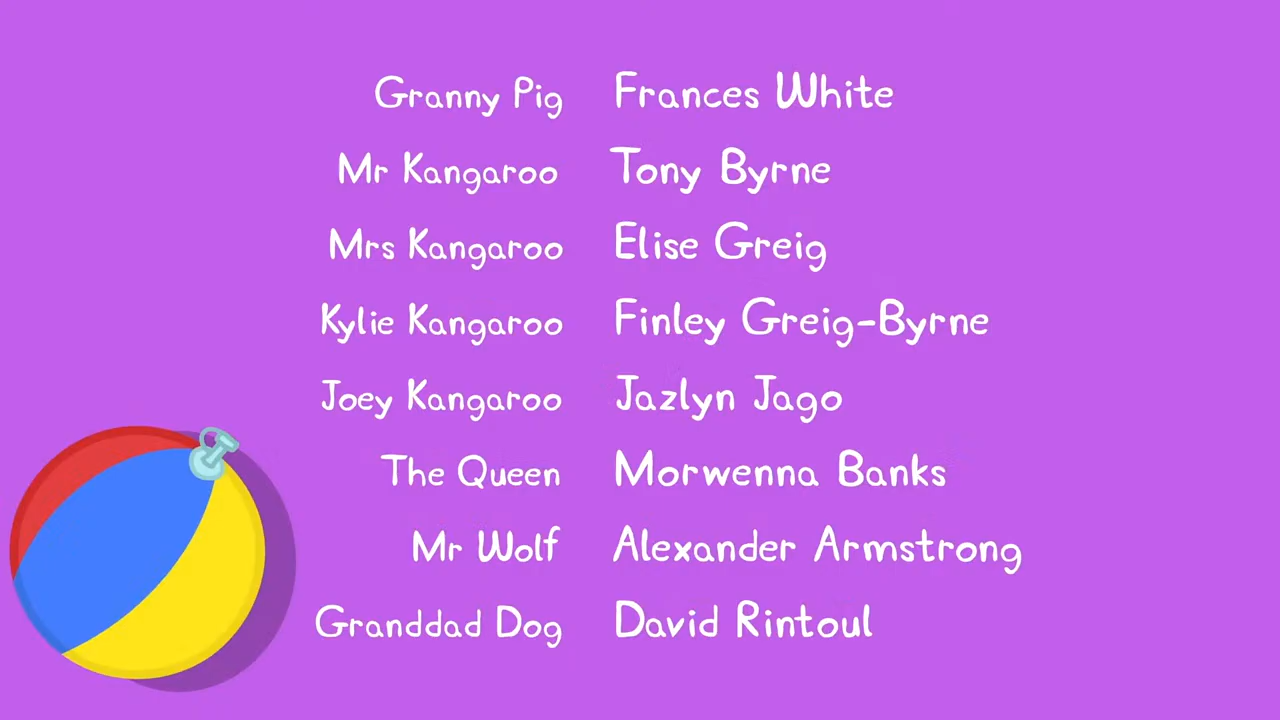 Granny Pig Frances White
Mr Kangaroo Tony Byrne
Mrs Kangaroo Elise Greig
Kylie Kangaroo Finley Greig-Byrne
Joey Kangaroo Jazlyn Jago
The Queen Morwenna Banks
Mr Wolf Alexander Armstrong
Granddad Dog David Rintoul